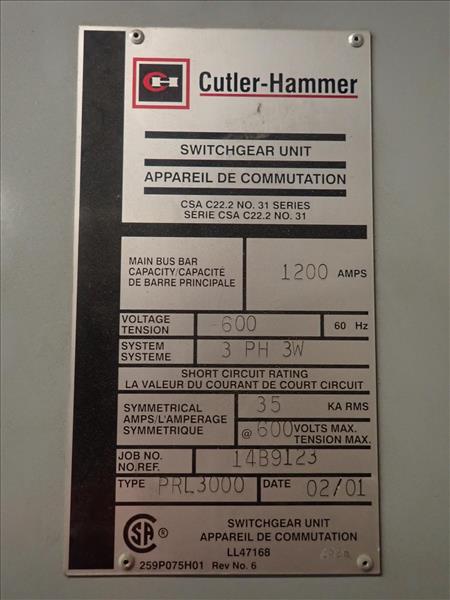 CH Cutler-Hammer
SWITCHGEAR UNIT
APPAREIL DE COMMUTATION
CSA C22.2 NO. 31 SERIES
SÉRIE CSA C22.2 NO. 31
MAIN BUS BAR
CAPACITY/CAPACITÉ
DE BARRE PRINCIPALE
1200 AMPS
VOLTAGE
TENSION
600
60 Hz
SYSTEM
SYSTEME
3 PH 3W
SHORT CIRCUIT RATING
LA VALEUR DU COURANT DE COURT CIRCUIT
SYMMETRICAL
AMPS/L'AMPERAGE
SYMMETRIQUE
35 KA RMS
@ 600 VOLTS MAX.
TENSION MAX.
JOB NO.
NO.REF.
14B9123
TYPE PRL3000 DATE 02/01
CSA ®
SWITCHGEAR UNIT
APPAREIL DE COMMUTATION
LL47168
259P075H01 Rev No. 6